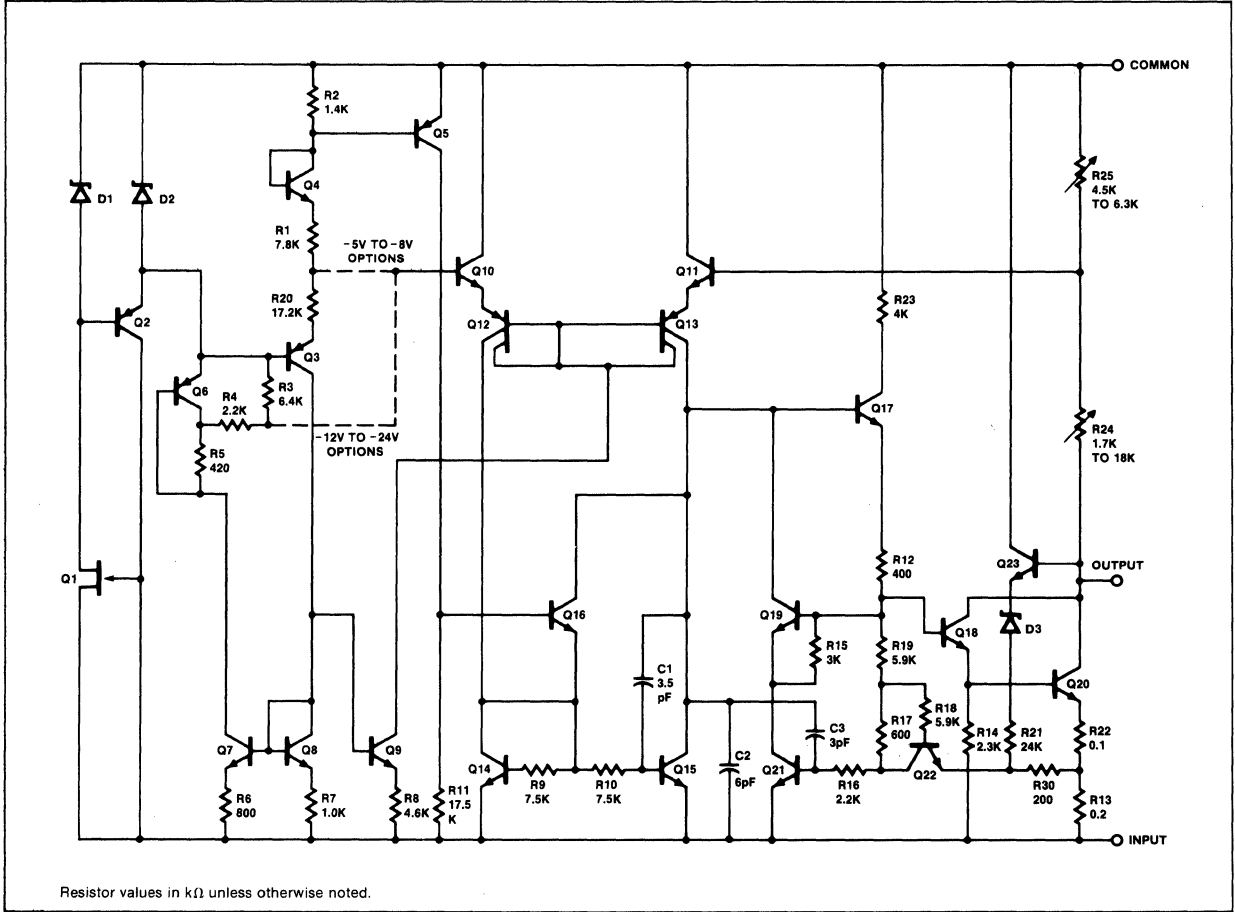 COMMON
R2
1.4K
Q5
D1
D2
Q4
R25
4.5K
TO 6.3K
R1
7.8K
-5V TO -8V
OPTIONS
Q10
Q11
R20
17.2K
R23
4K
Q2
Q12
Q13
Q3
Q6
R4
2.2K
R3
6.4K
Q17
R24
1.7K
TO 18K
-12V TO -24V
OPTIONS
R5
420
R12
400
Q23
OUTPUT
Q1
Q16
Q19
Q18
D3
R15
3K
R19
5.9K
C1
3.5
pF
Q20
R18
5.9K
C3
3pF
R17
600
R14
2.3K
R21
24K
R22
0.1
Q7
Q8
Q9
Q14
Q15
C2
6pF
Q21
Q22
R9
7.5K
R10
7.5K
R16
2.2K
R30
200
R6
800
R7
1.0K
R8
4.6K
R11
17.5
K
R13
0.2
INPUT
Resistor values in kΩ unless otherwise noted.